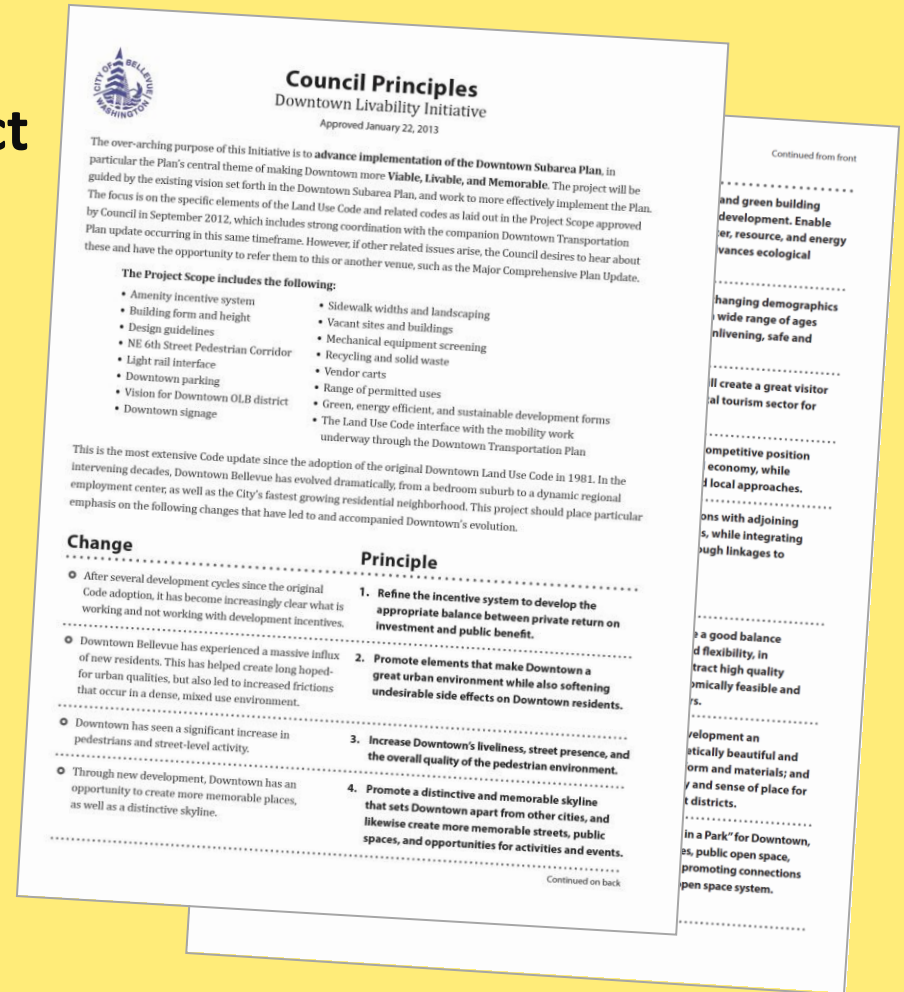 ct
CITY OF BELLEVUE
WASHINGTON
Council Principles
Downtown Livability Initiative
Approved January 22, 2013
The over-arching purpose of this Initiative is to advance implementation of the Downtown Subarea Plan, in
particular the Plan's central theme of making Downtown more Viable, Livable, and Memorable. The project will be
guided by the existing vision set forth in the Downtown Subarea Plan, and work to more effectively implement the Plan.
The focus is on the specific elements of the Land Use Code and related codes as laid out in the Project Scope approved
by Council in September 2012, which includes strong coordination with the companion Downtown Transportation
Plan update occurring in this same timeframe. However, if other related issues arise, the Council desires to hear about
these and have the opportunity to refer them to this or another venue, such as the Major Comprehensive Plan Update.
The Project Scope includes the following:
• Amenity incentive system
• Building form and height
• Design guidelines
• NE 6th Street Pedestrian Corridor
• Light rail interface
• Downtown parking
• Vision for Downtown OLB district
• Downtown signage
• Sidewalk widths and landscaping
• Vacant sites and buildings
• Mechanical equipment screening
• Recycling and solid waste
• Vendor carts
• Range of permitted uses
• Green, energy efficient, and sustainable development forms
• The Land Use Code interface with the mobility work
underway through the Downtown Transportation Plan
This is the most extensive Code update since the adoption of the original Downtown Land Use Code in 1981. In the
intervening decades, Downtown Bellevue has evolved dramatically, from a bedroom suburb to a dynamic regional
employment center, as well as the City's fastest growing residential neighborhood. This project should place particular
emphasis on the following changes that have led to and accompanied Downtown's evolution.
Change
Principle
After several development cycles since the original
Code adoption, it has become increasingly clear what is
working and not working with development incentives.
1. Refine the incentive system to develop the
appropriate balance between private return on
investment and public benefit.
Downtown Bellevue has experienced a massive influx
of new residents. This has helped create long hoped-
for urban qualities, but also led to increased frictions
that occur in a dense, mixed use environment.
2. Promote elements that make Downtown a
great urban environment while also softening
undesirable side effects on Downtown residents.
Downtown has seen a significant increase in
pedestrians and street-level activity.
3. Increase Downtown's liveliness, street presence, and
the overall quality of the pedestrian environment.
Through new development, Downtown has an
opportunity to create more memorable places,
as well as a distinctive skyline.
4. Promote a distinctive and memorable skyline
that sets Downtown apart from other cities, and
likewise create more memorable streets, public
spaces, and opportunities for activities and events.
Continued on back
Continued from front
and green building
development. Enable
er, resource, and energy
vances ecological
hanging demographics
wide range of ages
nlivening, safe and
ll create a great visitor
al tourism sector for
ompetitive position
economy, while
d local approaches.
ons with adjoining
s, while integrating
ough linkages to
e a good balance
d flexibility, in
tract high quality
omically feasible and
rs.
velopment an
etically beautiful and
orm and materials; and
y and sense of place for
t districts.
in a Park" for Downtown,
es, public open space,
promoting connections
pen space system.